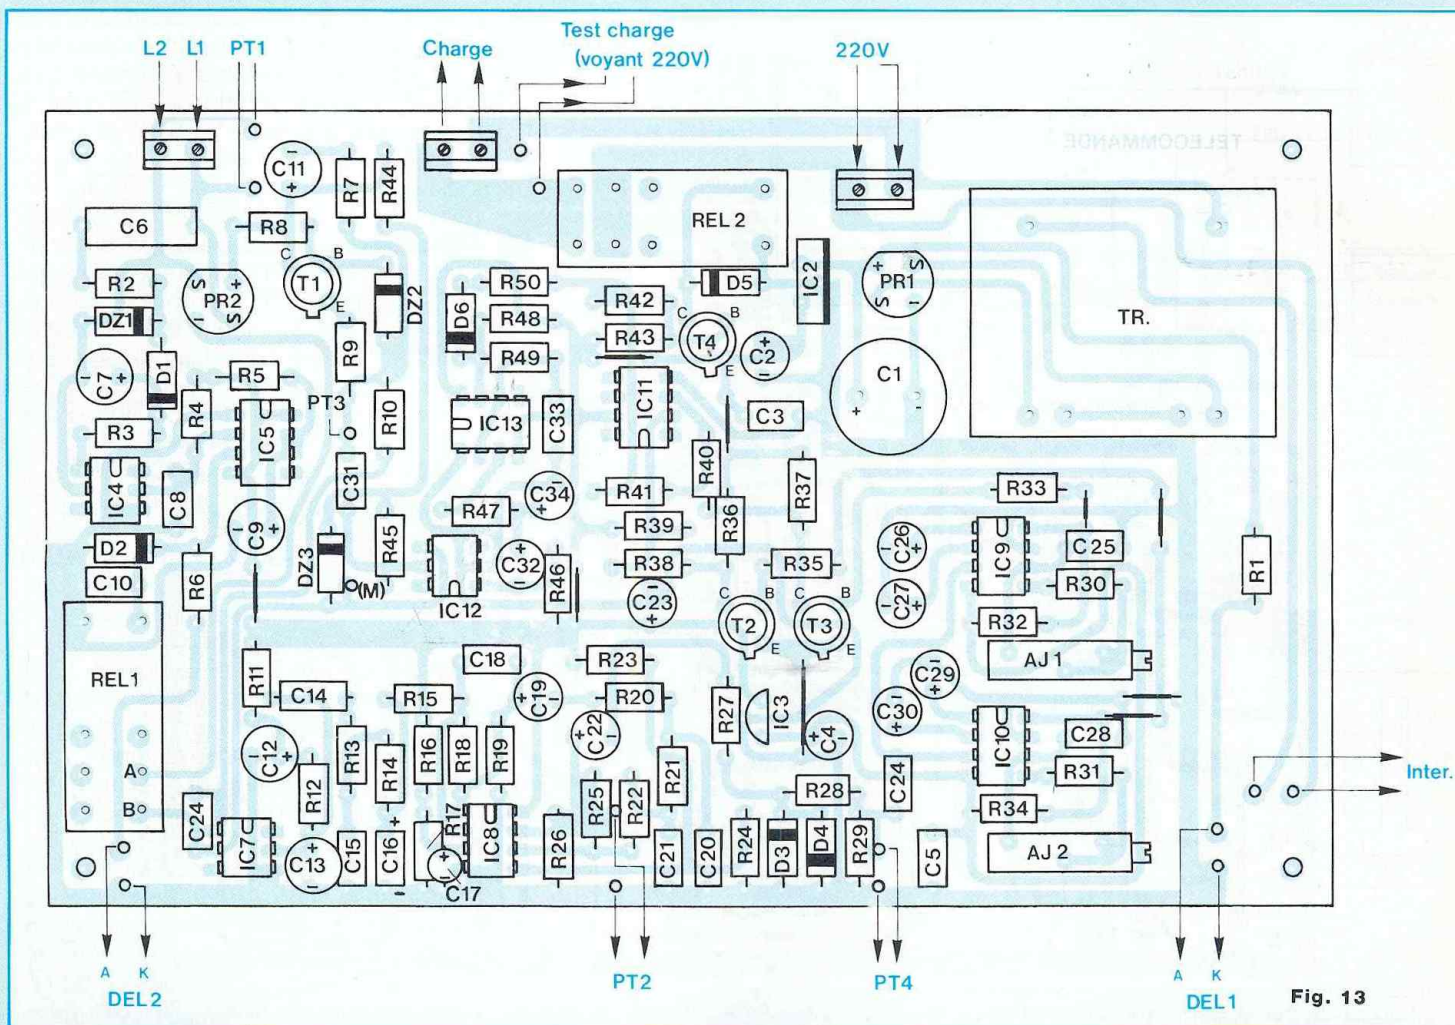 L2 L1 PT1 Charge Test charge 220V
(voyant 220V)
TELECOMMANDE
C11 - +
R7
R44
C6
R8
REL 2
IC2
PR1 + S S -
TR.
R2
PR2 S + - S
C B
T1
E
DZ2
D6
R50
R42
D5
DZ1
R48
R43
C B
T4
E
C2 + -
C7 - +
D1
R9
R49
C1
+ -
R5
R4
PT3
R10
IC13
C33
IC11
C3
R3
IC5
IC4
C8
C31
C34 - +
R41
R40
R37
R33
R47
R39
R36
C9 - +
R45
C26 - +
IC9
C25
D2
DZ3
C32 + -
R46
R38
R35
R30
R1
C10
R6
(M)
IC12
C23 - +
C B
T2
E
C B
T3
E
C27 - +
R32
REL1
R11
C18
R23
AJ1
C14
R15
C19 + -
R20
R27
IC3
C29 - +
C30 - +
C12 - +
R13
R14
R16
R18
R19
C22 + -
C4 + -
IC10
C28
A
R12
R21
R31
Inter.
B
C24
R25
R22
R28
C24
R34
IC7
C13 + -
C15
C16 + -
R17
C17 +
IC8
R26
C21
C20
R24
D3
D4
R29
C5
AJ2
A K
DEL2
PT2
PT4
A K
DEL1
Fig. 13